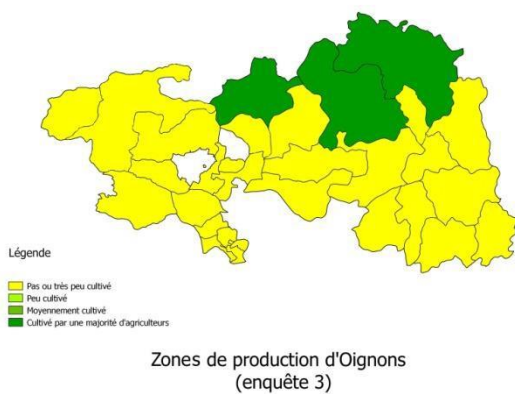 Légende
Pas ou très peu cultivé
Peu cultivé
Moyennement cultivé
Cultivé par une majorité d'agriculteurs
Zones de production d'Oignons
(enquête 3)